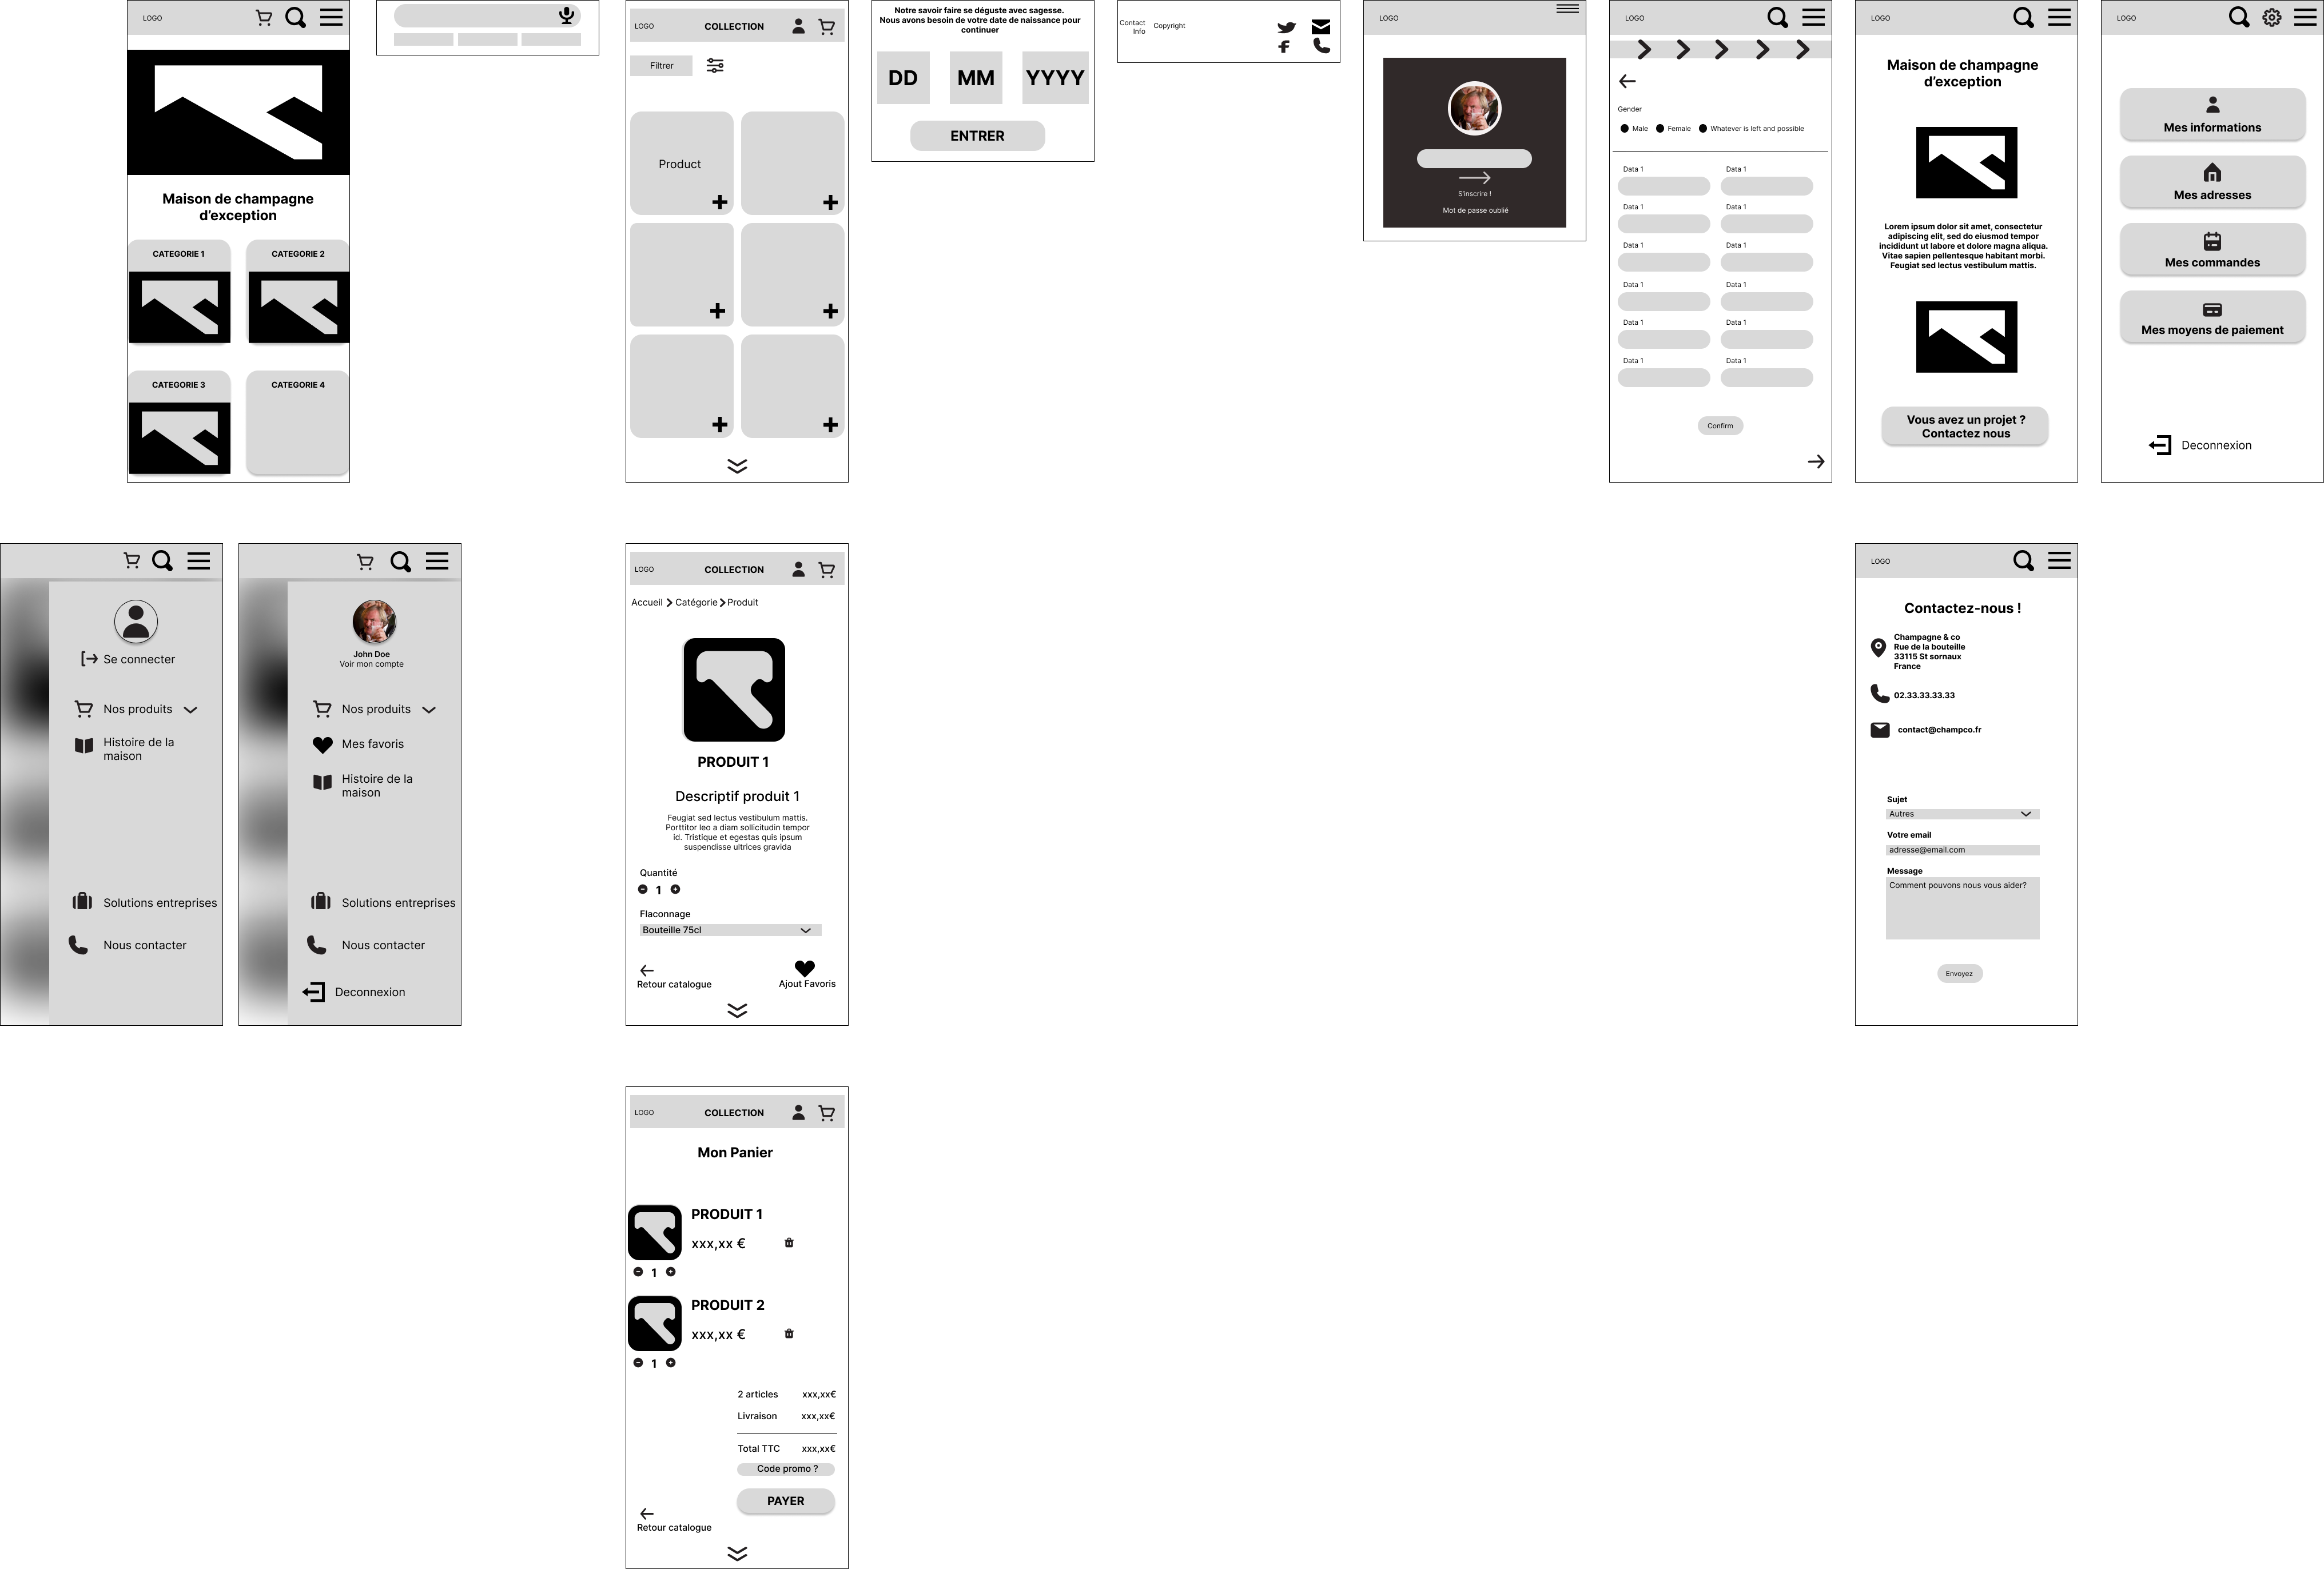 LOGO
Maison de champagne
d'exception
CATEGORIE 1
CATEGORIE 2
CATEGORIE 3
CATEGORIE 4
LOGO
COLLECTION
Filtrer
Product
Notre savoir faire se déguste avec sagesse.
Nous avons besoin de votre date de naissance pour
continuer
DD
MM
YYYY
ENTRER
Contact
Info
Copyright
LOGO
S'inscrire !
Mot de passe oublié
LOGO
Gender
Male
Female
Whatever is left and possible
Data 1
Data 1
Data 1
Data 1
Data 1
Data 1
Data 1
Data 1
Data 1
Data 1
Data 1
Data 1
Confirm
LOGO
Maison de champagne
d'exception
Lorem ipsum dolor sit amet, consectetur
adipiscing elit, sed do eiusmod tempor
incididunt ut labore et dolore magna aliqua.
Vitae sapien pellentesque habitant morbi.
Feugiat sed lectus vestibulum mattis.
Vous avez un projet ?
Contactez nous
LOGO
Mes informations
Mes adresses
Mes commandes
Mes moyens de paiement
Deconnexion
Se connecter
Nos produits
Histoire de la
maison
Solutions entreprises
Nous contacter
John Doe
Voir mon compte
Nos produits
Mes favoris
Histoire de la
maison
Solutions entreprises
Nous contacter
Deconnexion
LOGO
COLLECTION
Accueil
Catégorie
Produit
PRODUIT 1
Descriptif produit 1
Feugiat sed lectus vestibulum mattis.
Porttitor leo a diam sollicitudin tempor
id. Tristique et egestas quis ipsum
suspendisse ultrices gravida
Quantité
1
Flaconnage
Bouteille 75cl
Retour catalogue
Ajout Favoris
LOGO
Contactez-nous !
Champagne & co
Rue de la bouteille
33115 St sornaux
France
02.33.33.33.33
contact@champco.fr
Sujet
Autres
Votre email
adresse@email.com
Message
Comment pouvons nous vous aider?
Envoyez
LOGO
COLLECTION
Mon Panier
PRODUIT 1
xxx,xx €
1
PRODUIT 2
xxx,xx €
1
2 articles
xxx,xx€
Livraison
xxx,xx€
Total TTC
xxx,xx€
Code promo ?
PAYER
Retour catalogue